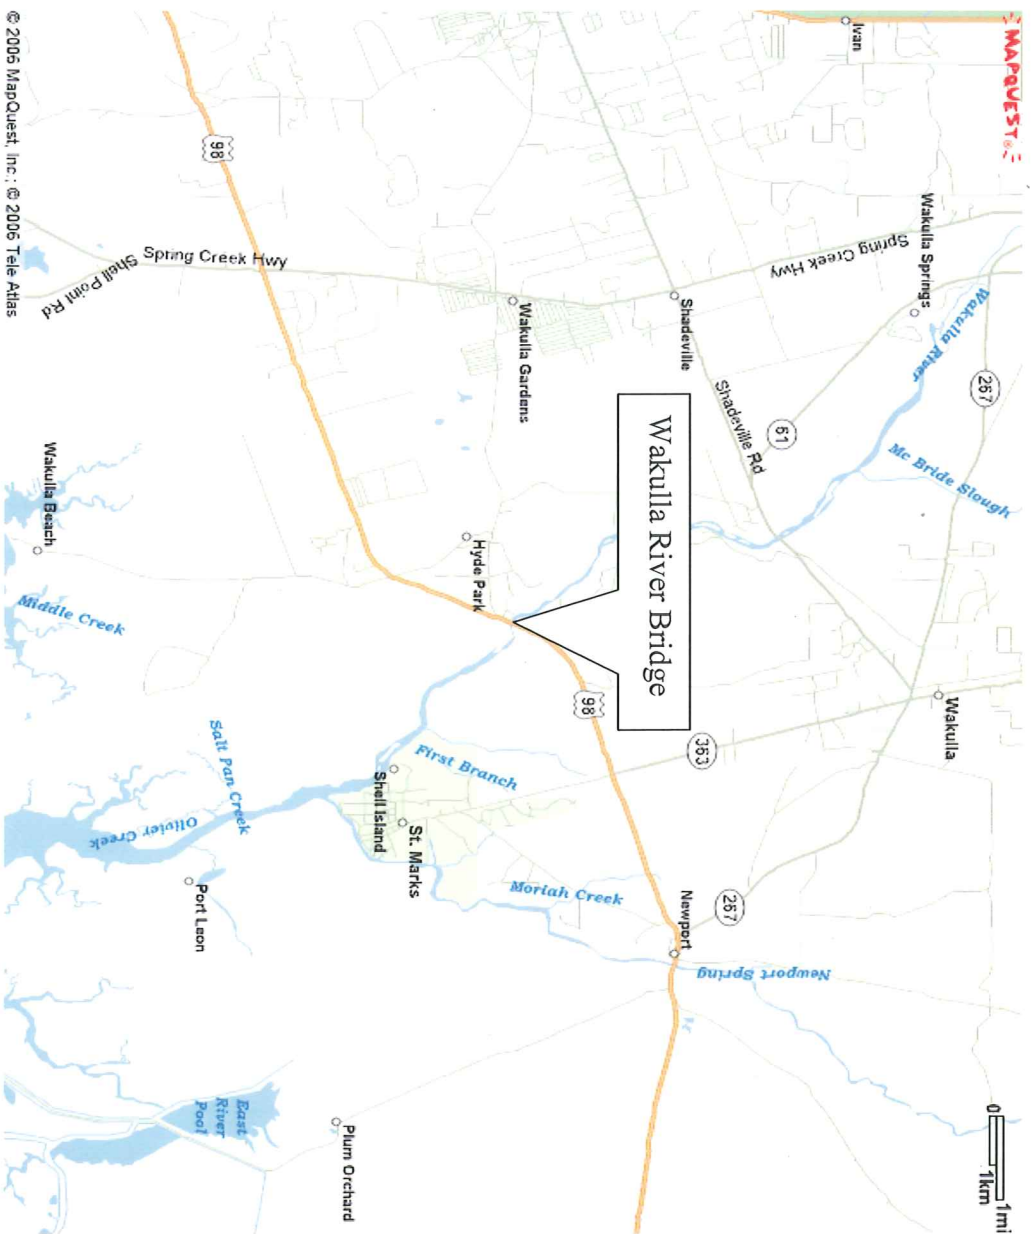 MAPQUEST®
Ivan
98
Spring Creek Hwy
Shell Point Rd
Spring Creek Hwy
Wakulla Springs
Wakulla River
267
Shadeville
Wakulla Gardens
Shadeville Rd
61
Mc Bride Slough
Wakulla River Bridge
Wakulla Beach
Hyde Park
Middle Creek
98
Wakulla
363
First Branch
Shell Island
St. Marks
Salt Pan Creek
Olivier Creek
Port Leon
Moriah Creek
Newport
267
Newport Spring
East
River
Pool
Plum Orchard
0
1km
1mi
© 2006 MapQuest, Inc.; © 2006 Tele Atlas